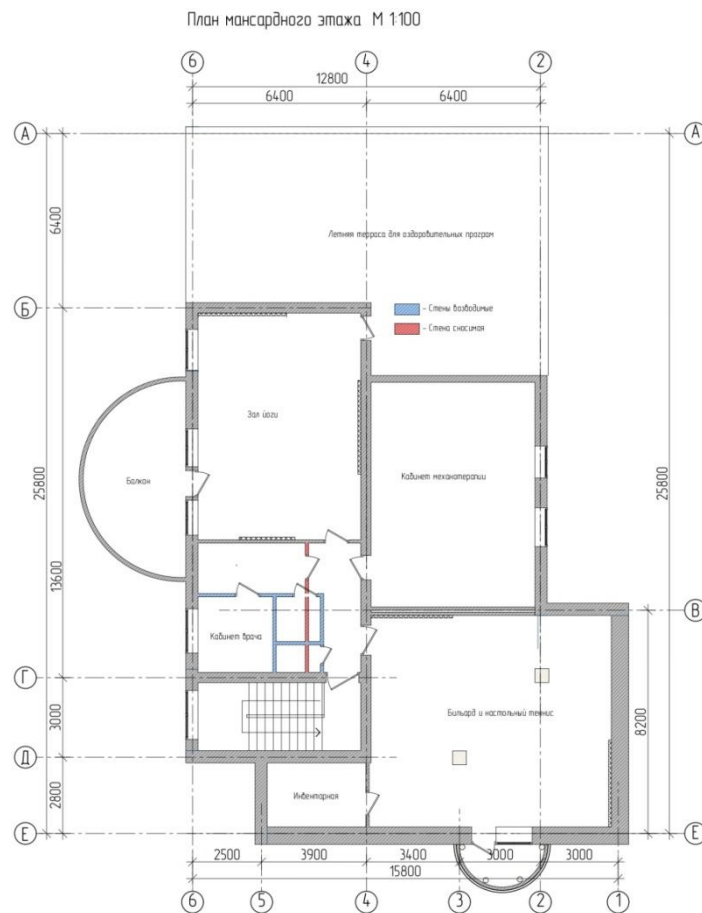 План мансардного этажа М 1:100
6 4 2
12800
6400 6400
А А
6400
Летняя терраса для оздоровительных програм
Б
- Стены возводимые
- Стена сносимая
Зал йоги
Балкон
Кабинет механотерапии
25800 25800
13600
В
Кабинет врача
Г
Бильярд и настольный теннис
3000
8200
Д
Инвентарная
2800
Е Е
2500 3900 3400 3000 3000
15800
6 5 4 3 2 1